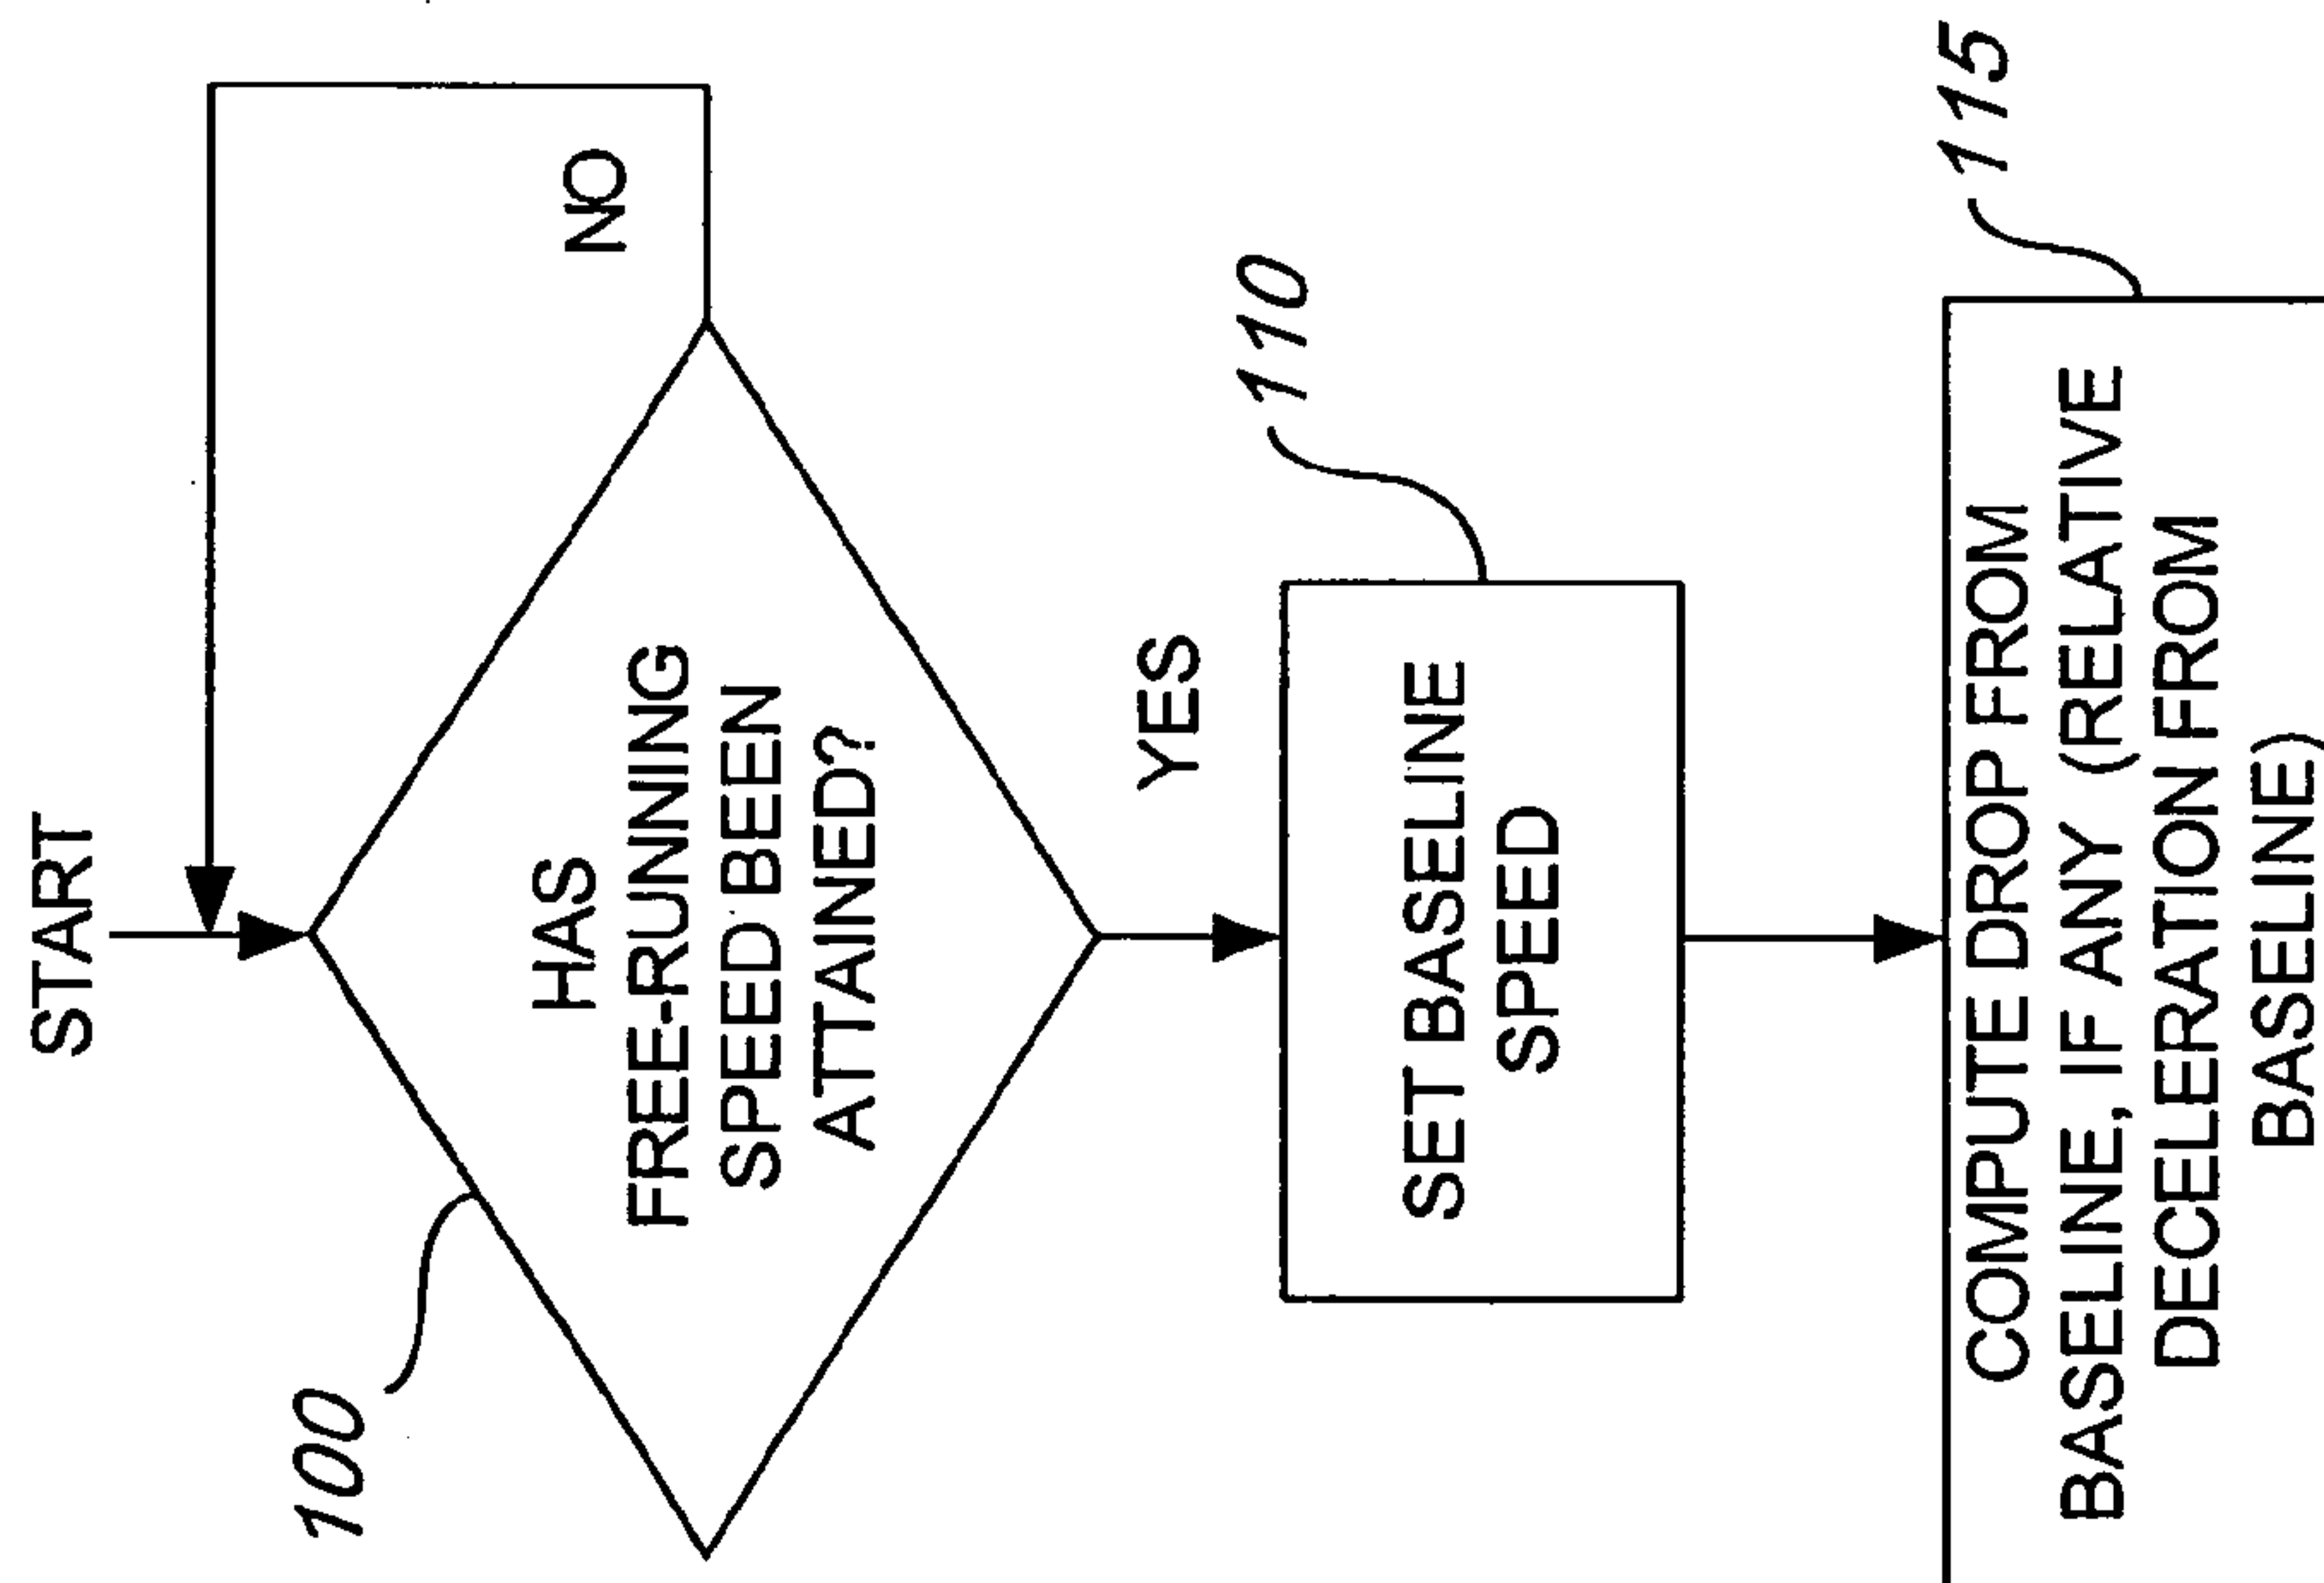 START
NO
100
HAS
FREE-RUNNING
SPEED BEEN
ATTAINED?
YES
110
SET BASELINE
SPEED
115
COMPUTE DROP FROM
BASELINE, IF ANY (RELATIVE
DECELERATION FROM
BASELINE)